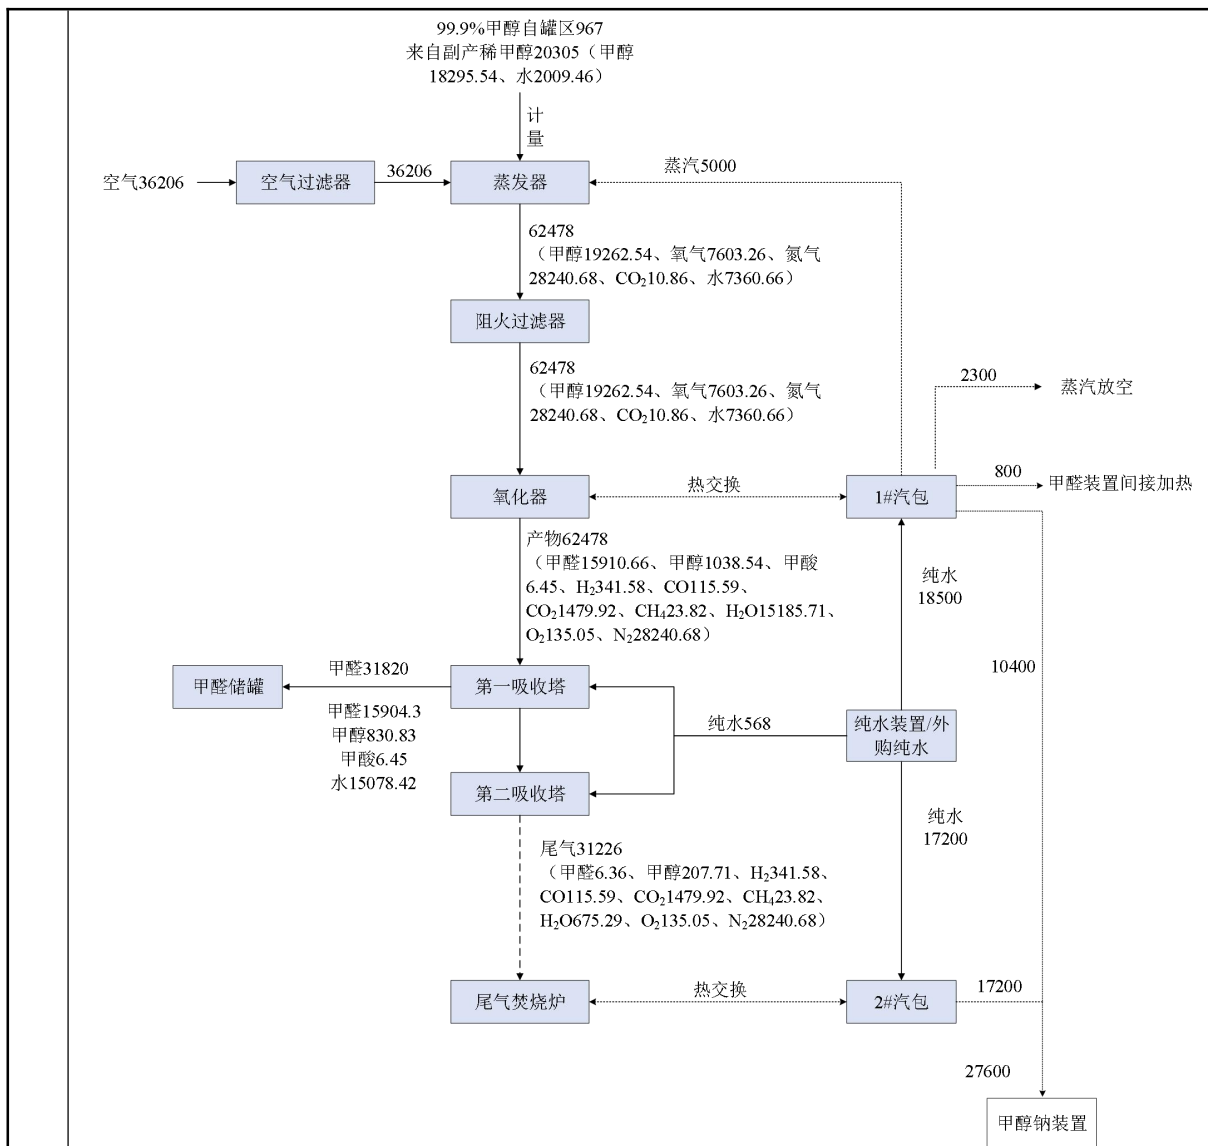 99.9%甲醇自罐区967
来自副产稀甲醇20305（甲醇
18295.54、水2009.46）
计
量
蒸汽5000
空气36206
空气过滤器
36206
蒸发器
62478
（甲醇19262.54、氧气7603.26、氮气
28240.68、CO₂10.86、水7360.66）
阻火过滤器
62478
（甲醇19262.54、氧气7603.26、氮气
28240.68、CO₂10.86、水7360.66）
2300
蒸汽放空
氧化器
热交换
1#汽包
800
甲醛装置间接加热
产物62478
（甲醛15910.66、甲醇1038.54、甲酸
6.45、H₂341.58、CO115.59、
CO₂1479.92、CH₄23.82、H₂O15185.71、
O₂135.05、N₂28240.68）
纯水
18500
10400
甲醛储罐
甲醛31820
第一吸收塔
甲醛15904.3
甲醇830.83
甲酸6.45
水15078.42
纯水568
纯水装置/外
购纯水
第二吸收塔
纯水
17200
尾气31226
（甲醛6.36、甲醇207.71、H₂341.58、
CO115.59、CO₂1479.92、CH₄23.82、
H₂O675.29、O₂135.05、N₂28240.68）
尾气焚烧炉
热交换
2#汽包
17200
27600
甲醇钠装置